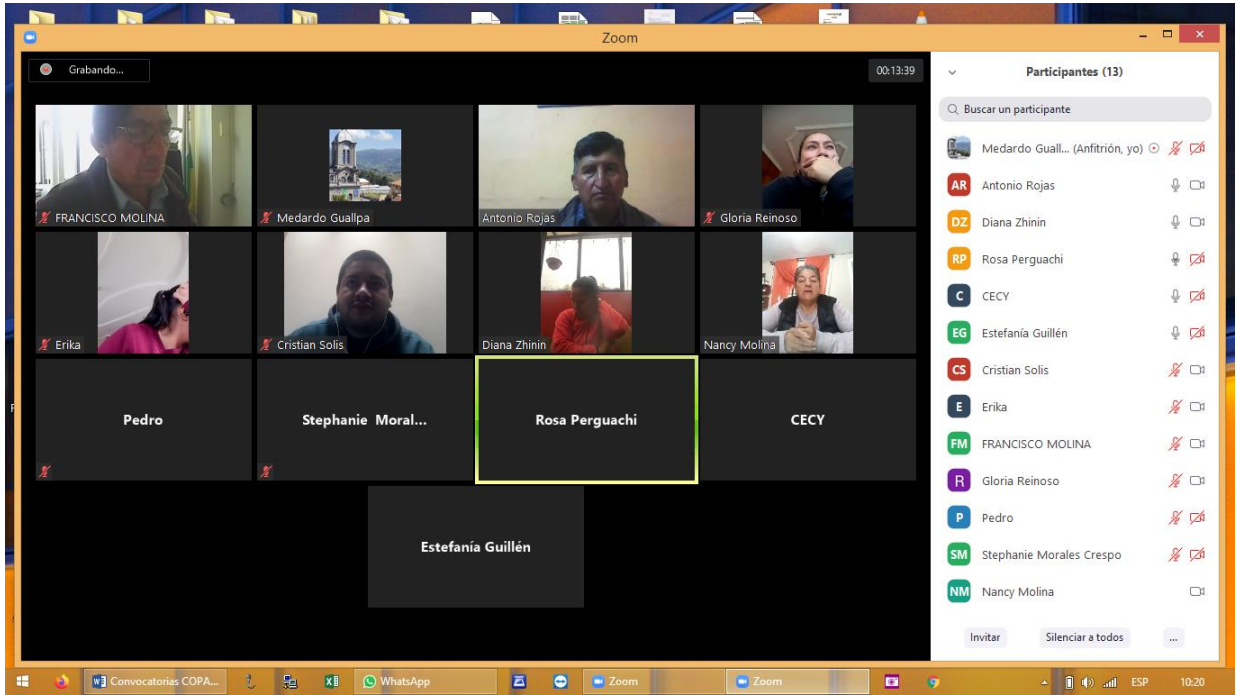 Zoom
Grabando...
00:13:39
FRANCISCO MOLINA
Medardo Guallpa
Antonio Rojas
Gloria Reinoso
Erika
Cristian Solis
Diana Zhinin
Nancy Molina
Pedro
Stephanie Moral...
Rosa Perguachi
CECY
Estefanía Guillén
Participantes (13)
Buscar un participante
Medardo Guall... (Anfitrión, yo)
AR Antonio Rojas
DZ Diana Zhinin
RP Rosa Perguachi
C CECY
EG Estefanía Guillén
CS Cristian Solis
E Erika
FM FRANCISCO MOLINA
R Gloria Reinoso
P Pedro
SM Stephanie Morales Crespo
NM Nancy Molina
Invitar Silenciar a todos ...
Convocatorias COPA... WhatsApp Zoom Zoom ESP 10:20